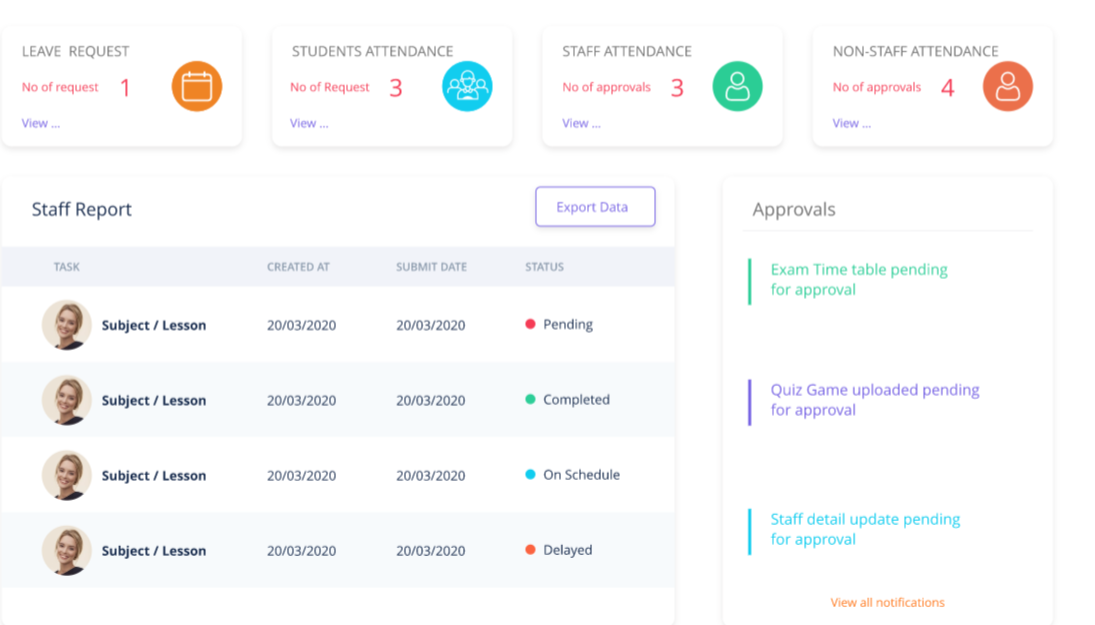 LEAVE  REQUEST
No of request 1
View ...
STUDENTS ATTENDANCE
No of Request 3
View ...
STAFF ATTENDANCE
No of approvals 3
View ...
NON-STAFF ATTENDANCE
No of approvals 4
View ...
Staff Report
Export Data
TASK CREATED AT SUBMIT DATE STATUS
Subject / Lesson 20/03/2020 20/03/2020 Pending
Subject / Lesson 20/03/2020 20/03/2020 Completed
Subject / Lesson 20/03/2020 20/03/2020 On Schedule
Subject / Lesson 20/03/2020 20/03/2020 Delayed
Approvals
Exam Time table pending
for approval
Quiz Game uploaded pending
for approval
Staff detail update pending
for approval
View all notifications